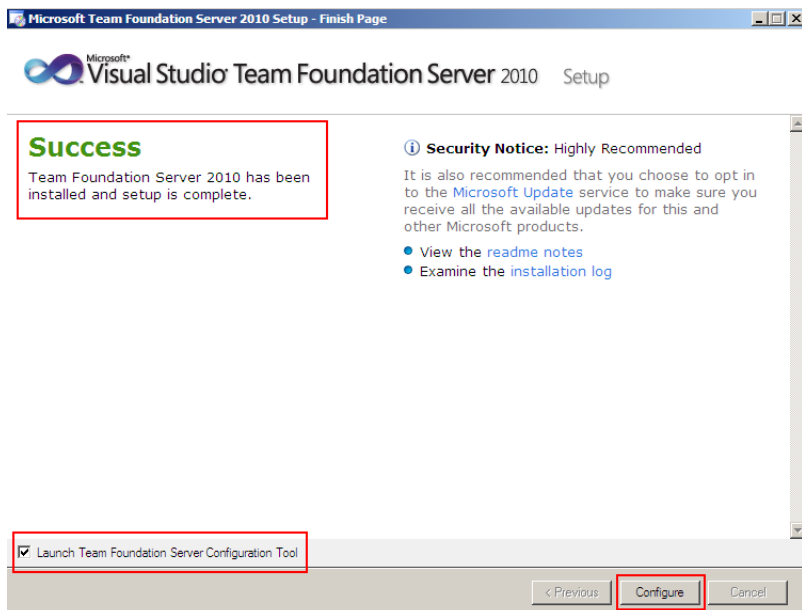 Microsoft Team Foundation Server 2010 Setup - Finish Page
Microsoft®
Visual Studio Team Foundation Server 2010 Setup
Success
Team Foundation Server 2010 has been
installed and setup is complete.
Security Notice: Highly Recommended
It is also recommended that you choose to opt in
to the Microsoft Update service to make sure you
receive all the available updates for this and
other Microsoft products.
View the readme notes
Examine the installation log
Launch Team Foundation Server Configuration Tool
< Previous
Configure
Cancel